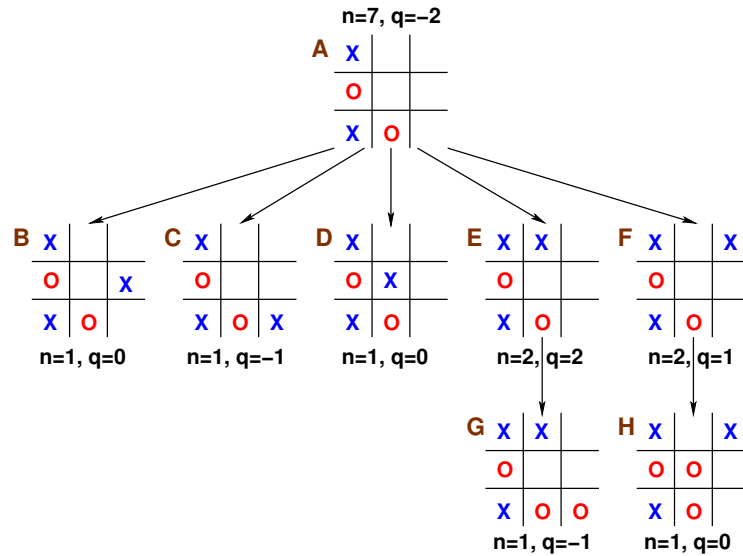 n=7, q=−2
A X
O
X O
B X C X D X E X X F X X
O X O O X O O
X O X O X X O X O X O
n=1, q=0 n=1, q=−1 n=1, q=0 n=2, q=2 n=2, q=1
G X X H X X
O O O
X O O X O
n=1, q=−1 n=1, q=0